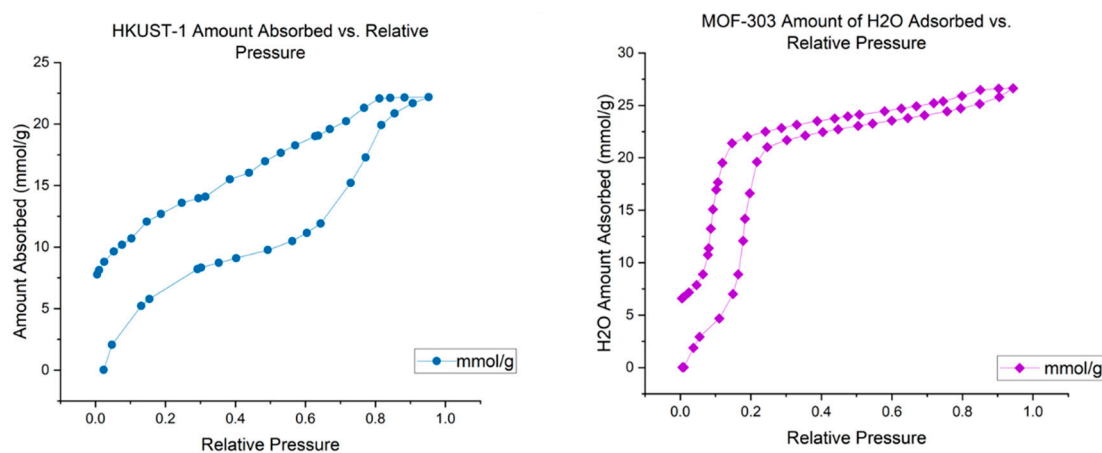 HKUST-1 Amount Absorbed vs. Relative
Pressure
25
20
15
10
5
0
Amount Absorbed (mmol/g)
0.0 0.2 0.4 0.6 0.8 1.0
Relative Pressure
mmol/g
MOF-303 Amount of H2O Adsorbed vs.
Relative Pressure
30
25
20
15
10
5
0
H2O Amount Adsorbed (mmol/g)
0.0 0.2 0.4 0.6 0.8 1.0
Relative Pressure
mmol/g